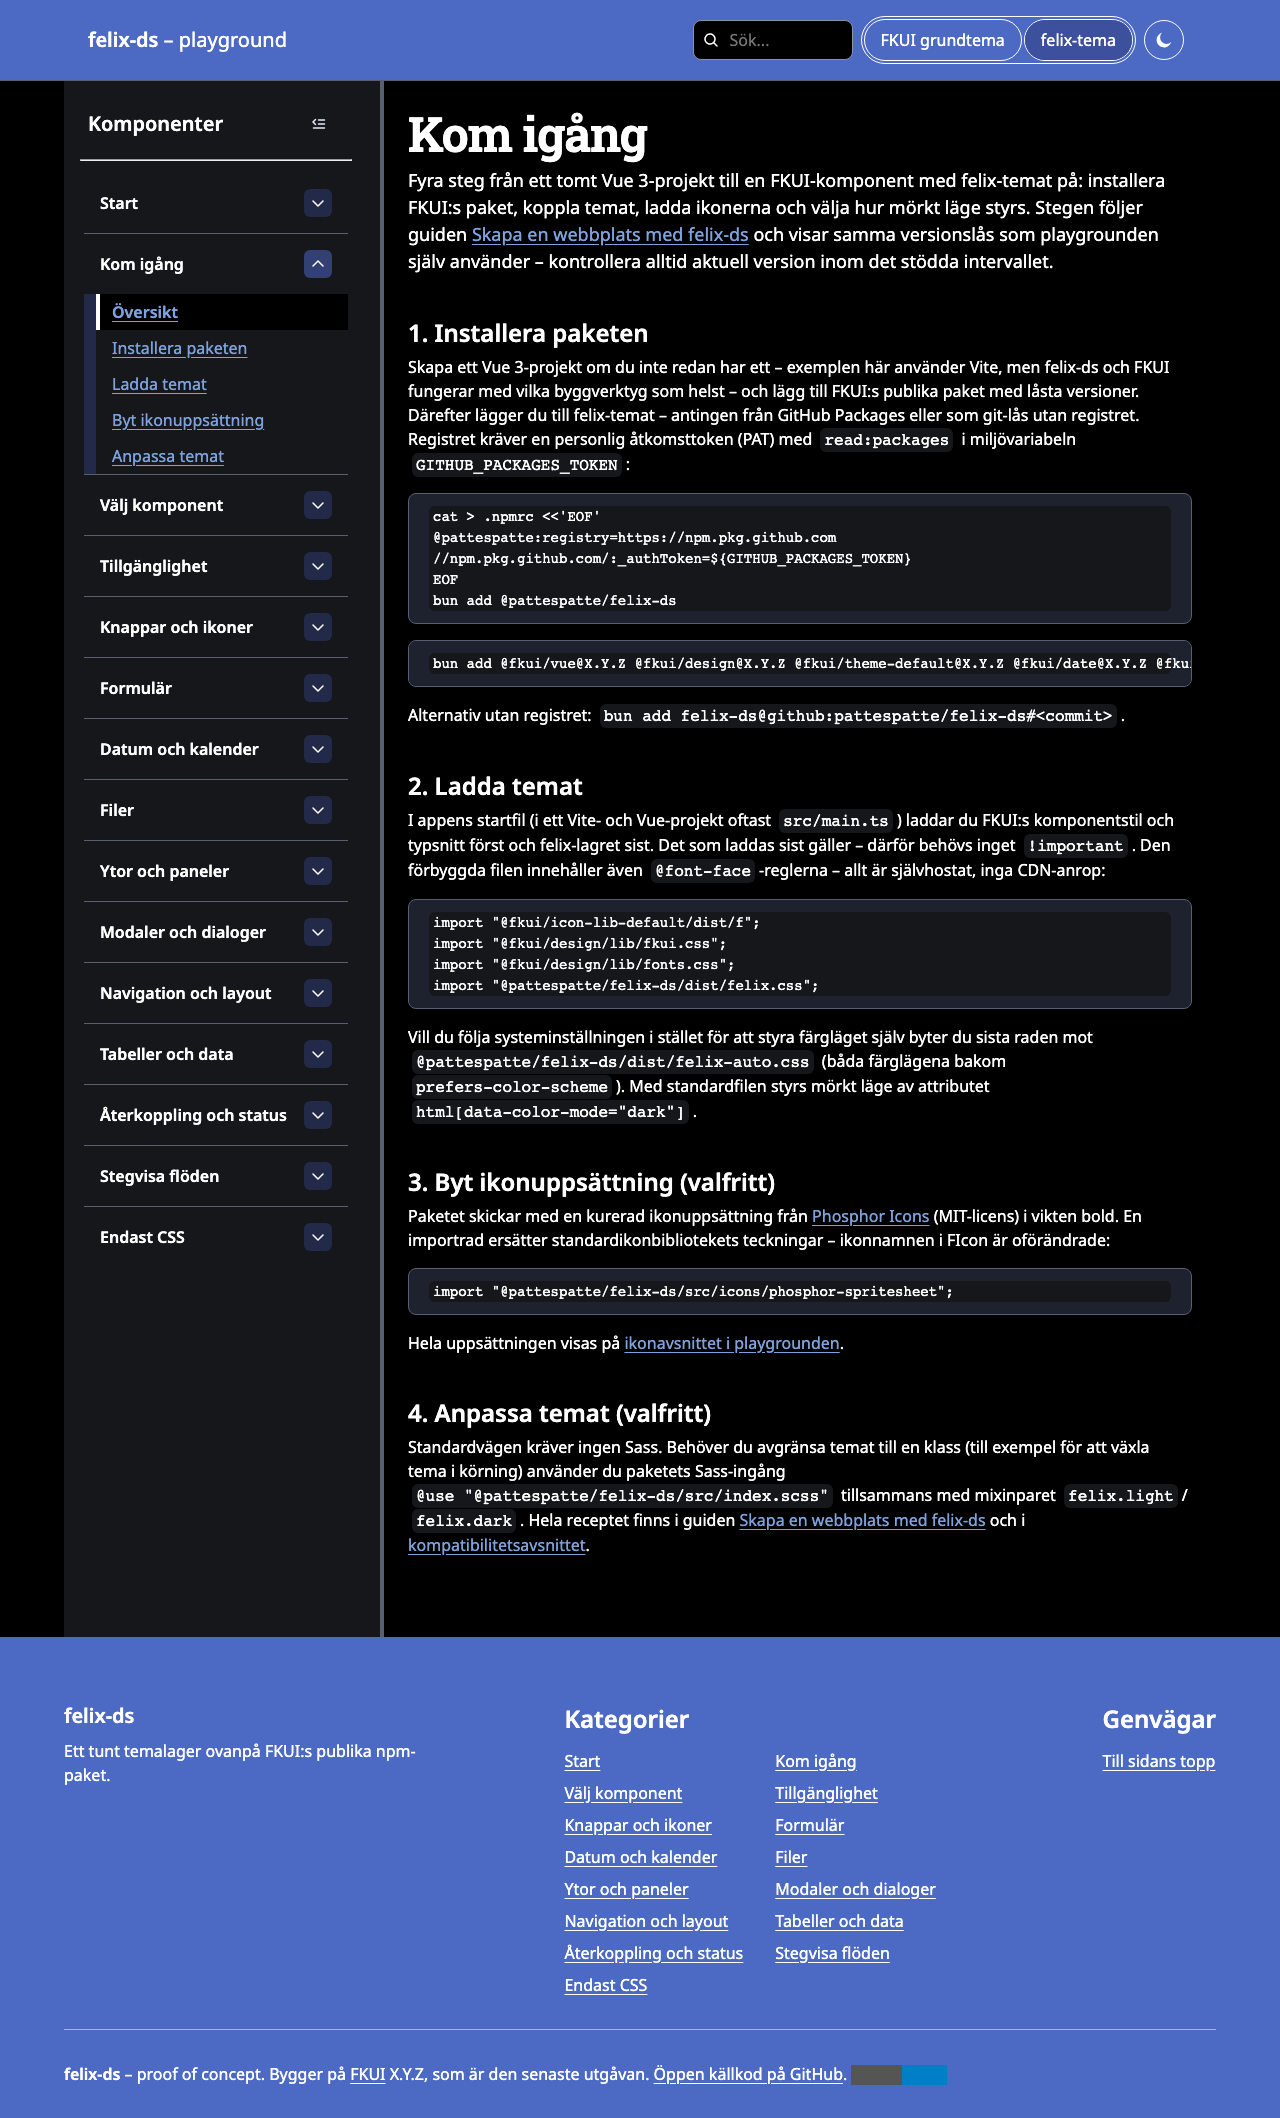 felix-ds – playground
Sök...
FKUI grundtema
felix-tema
Komponenter
Start
Kom igång
Översikt
Installera paketen
Ladda temat
Byt ikonuppsättning
Anpassa temat
Välj komponent
Tillgänglighet
Knappar och ikoner
Formulär
Datum och kalender
Filer
Ytor och paneler
Modaler och dialoger
Navigation och layout
Tabeller och data
Återkoppling och status
Stegvisa flöden
Endast CSS
Kom igång
Fyra steg från ett tomt Vue 3-projekt till en FKUI-komponent med felix-temat på: installera
FKUI:s paket, koppla temat, ladda ikonerna och välja hur mörkt läge styrs. Stegen följer
guiden Skapa en webbplats med felix-ds och visar samma versionslås som playgrounden
själv använder – kontrollera alltid aktuell version inom det stödda intervallet.
1. Installera paketen
Skapa ett Vue 3-projekt om du inte redan har ett – exemplen här använder Vite, men felix-ds och FKUI
fungerar med vilka byggverktyg som helst – och lägg till FKUI:s publika paket med låsta versioner.
Därefter lägger du till felix-temat – antingen från GitHub Packages eller som git-lås utan registret.
Registret kräver en personlig åtkomsttoken (PAT) med read:packages i miljövariabeln
GITHUB_PACKAGES_TOKEN :
cat > .npmrc <<'EOF'
@pattespatte:registry=https://npm.pkg.github.com
//npm.pkg.github.com/:_authToken=${GITHUB_PACKAGES_TOKEN}
EOF
bun add @pattespatte/felix-ds
bun add @fkui/vue@X.Y.Z @fkui/design@X.Y.Z @fkui/theme-default@X.Y.Z @fkui/date@X.Y.Z @fkui
Alternativ utan registret: bun add felix-ds@github:pattespatte/felix-ds#<commit> .
2. Ladda temat
I appens startfil (i ett Vite- och Vue-projekt oftast src/main.ts ) laddar du FKUI:s komponentstil och
typsnitt först och felix-lagret sist. Det som laddas sist gäller – därför behövs inget !important . Den
förbyggda filen innehåller även @font-face -reglerna – allt är självhostat, inga CDN-anrop:
import "@fkui/icon-lib-default/dist/f";
import "@fkui/design/lib/fkui.css";
import "@fkui/design/lib/fonts.css";
import "@pattespatte/felix-ds/dist/felix.css";
Vill du följa systeminställningen i stället för att styra färgläget själv byter du sista raden mot
@pattespatte/felix-ds/dist/felix-auto.css (båda färglägena bakom
prefers-color-scheme ). Med standardfilen styrs mörkt läge av attributet
html[data-color-mode="dark"] .
3. Byt ikonuppsättning (valfritt)
Paketet skickar med en kurerad ikonuppsättning från Phosphor Icons (MIT-licens) i vikten bold. En
importrad ersätter standardikonbibliotekets teckningar – ikonnamnen i FIcon är oförändrade:
import "@pattespatte/felix-ds/src/icons/phosphor-spritesheet";
Hela uppsättningen visas på ikonavsnittet i playgrounden.
4. Anpassa temat (valfritt)
Standardvägen kräver ingen Sass. Behöver du avgränsa temat till en klass (till exempel för att växla
tema i körning) använder du paketets Sass-ingång
@use "@pattespatte/felix-ds/src/index.scss" tillsammans med mixinparet felix.light /
felix.dark . Hela receptet finns i guiden Skapa en webbplats med felix-ds och i
kompatibilitetsavsnittet.
felix-ds
Ett tunt temalager ovanpå FKUI:s publika npm-
paket.
Kategorier
Start
Kom igång
Välj komponent
Tillgänglighet
Knappar och ikoner
Formulär
Datum och kalender
Filer
Ytor och paneler
Modaler och dialoger
Navigation och layout
Tabeller och data
Återkoppling och status
Stegvisa flöden
Endast CSS
Genvägar
Till sidans topp
felix-ds – proof of concept. Bygger på FKUI X.Y.Z, som är den senaste utgåvan. Öppen källkod på GitHub.